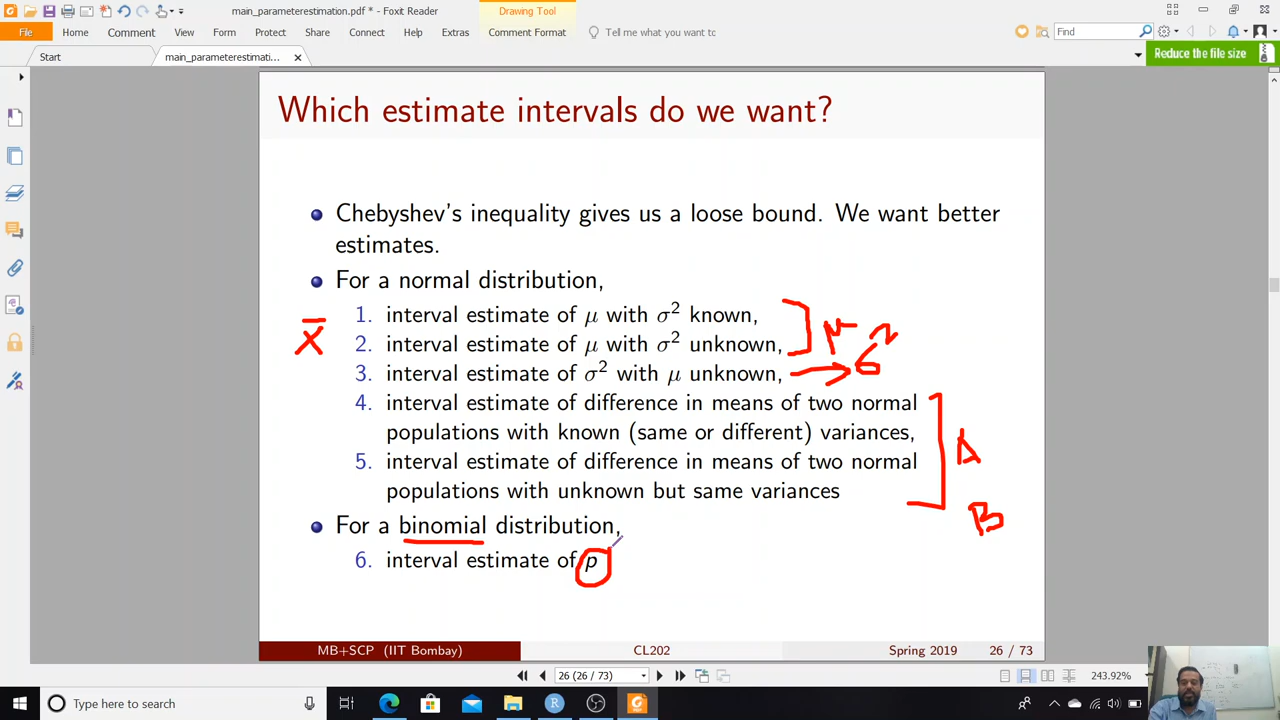 main_parameterestimation.pdf * - Foxit Reader
Drawing Tool
File Home Comment View Form Protect Share Connect Help Extras Comment Format Tell me what you want to Find
Start main_parameterestimati... Reduce the file size
Which estimate intervals do we want?
Chebyshev's inequality gives us a loose bound. We want better
estimates.
For a normal distribution,
1. interval estimate of μ with σ² known,
2. interval estimate of μ with σ² unknown,
3. interval estimate of σ² with μ unknown,
X̄
μ
σ²
4. interval estimate of difference in means of two normal
populations with known (same or different) variances,
5. interval estimate of difference in means of two normal
populations with unknown but same variances
A
B
For a binomial distribution,
6. interval estimate of p
MB+SCP (IIT Bombay) CL202 Spring 2019 26 / 73
26 (26 / 73) 243.92%
Type here to search